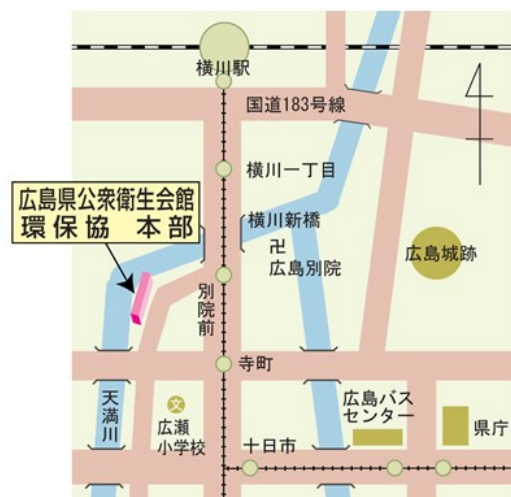 横川駅
国道183号線
横川一丁目
広島県公衆衛生会館
環保協 本部
横川新橋
卍
広島別院
広島城跡
別院前
寺町
天満川
文
広瀬
小学校
広島バス
センター
県庁
十日市